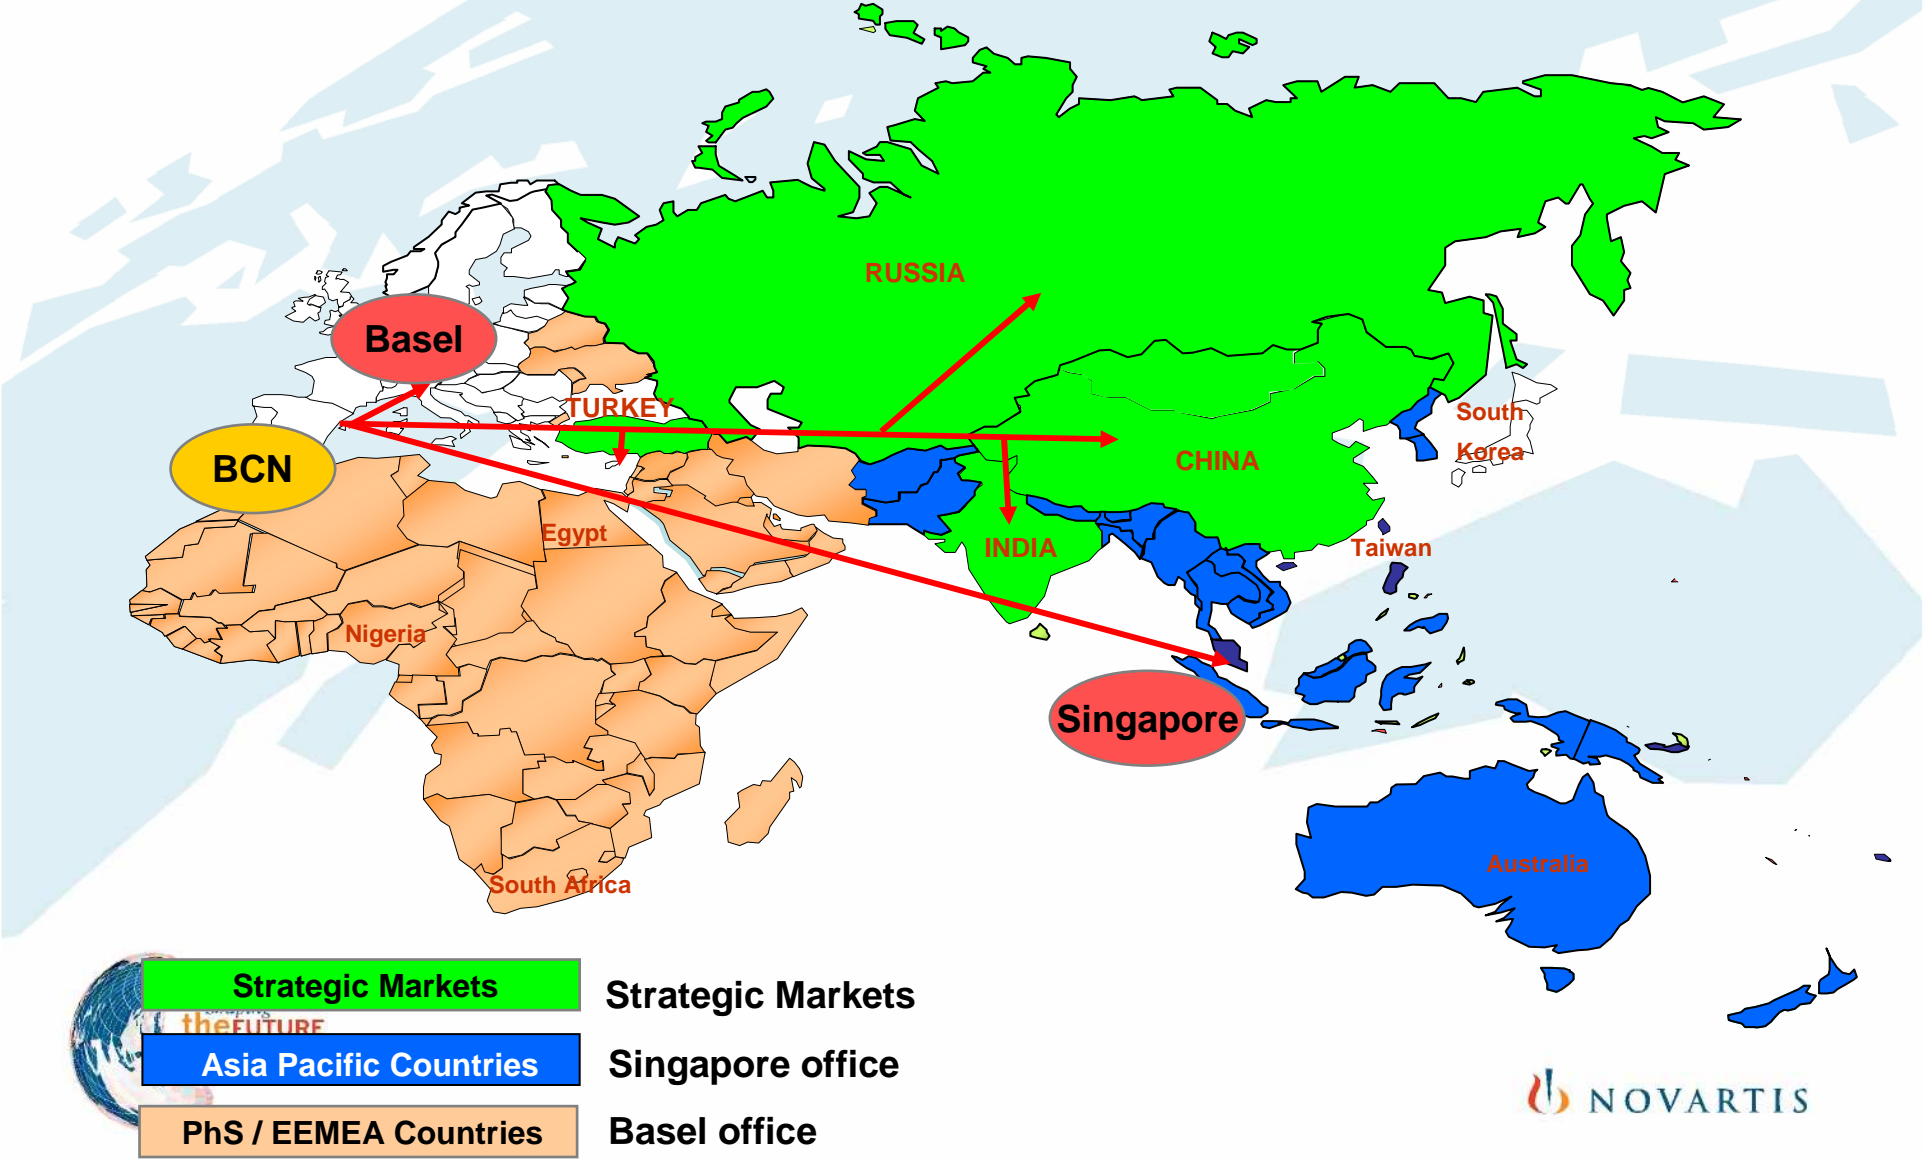 RUSSIA
Basel
TURKEY
South
Korea
BCN
CHINA
Egypt
INDIA
Taiwan
Nigeria
Singapore
Australia
South Africa
Strategic Markets
Strategic Markets
theFUTURE
Asia Pacific Countries
Singapore office
NOVARTIS
PhS / EEMEA Countries
Basel office